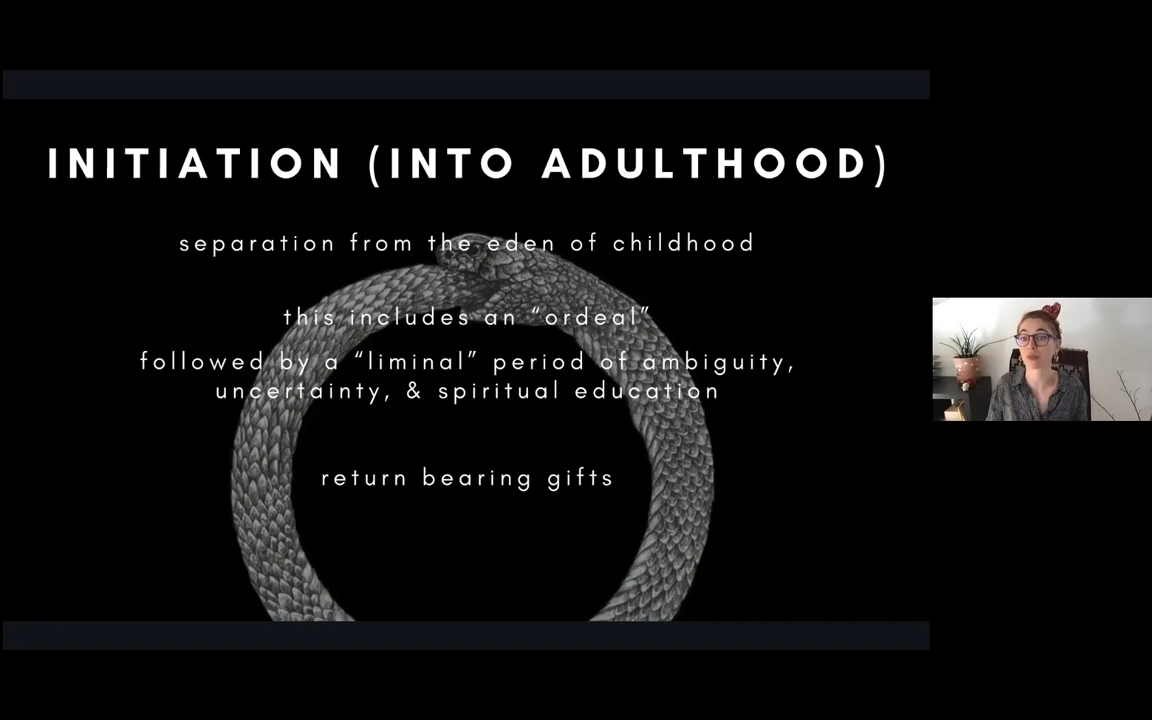 INITIATION (INTO ADULTHOOD)
separation from the eden of childhood
this includes an “ordeal”
followed by a “liminal” period of ambiguity,
uncertainty, & spiritual education
return bearing gifts